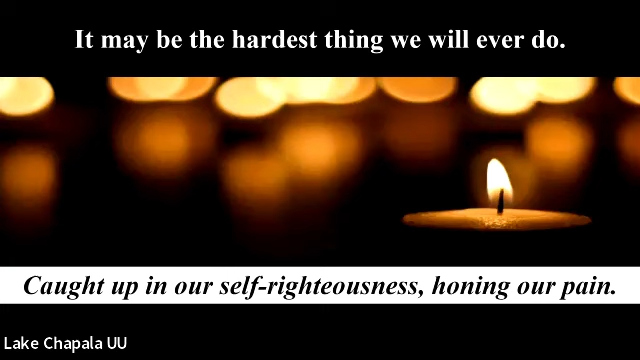 It may be the hardest thing we will ever do.
Caught up in our self-righteousness, honing our pain.
Lake Chapala UU